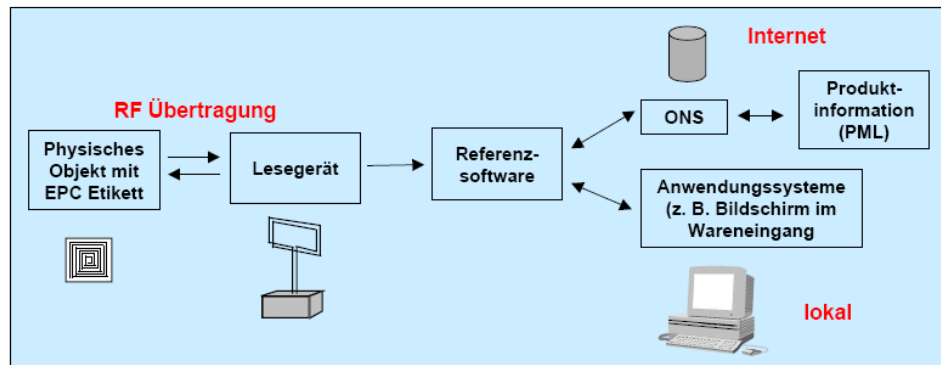 Internet
RF Übertragung
Physisches
Objekt mit
EPC Etikett
Lesegerät
Referenz-
software
ONS
Produkt-
information
(PML)
Anwendungssysteme
(z. B. Bildschirm im
Wareneingang
lokal